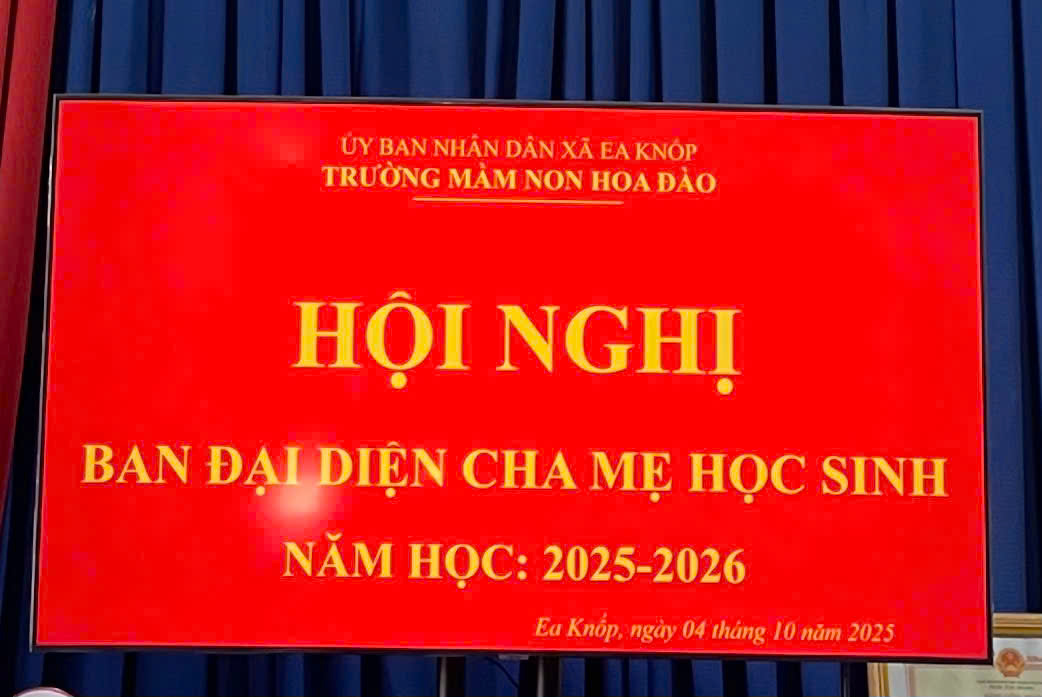 ỦY BAN NHÂN DÂN XÃ EA KNỐP
TRƯỜNG MẦM NON HOA ĐÀO
HỘI NGHỊ
BAN ĐẠI DIỆN CHA MẸ HỌC SINH
NĂM HỌC: 2025-2026
Ea Knốp, ngày 04 tháng 10 năm 2025